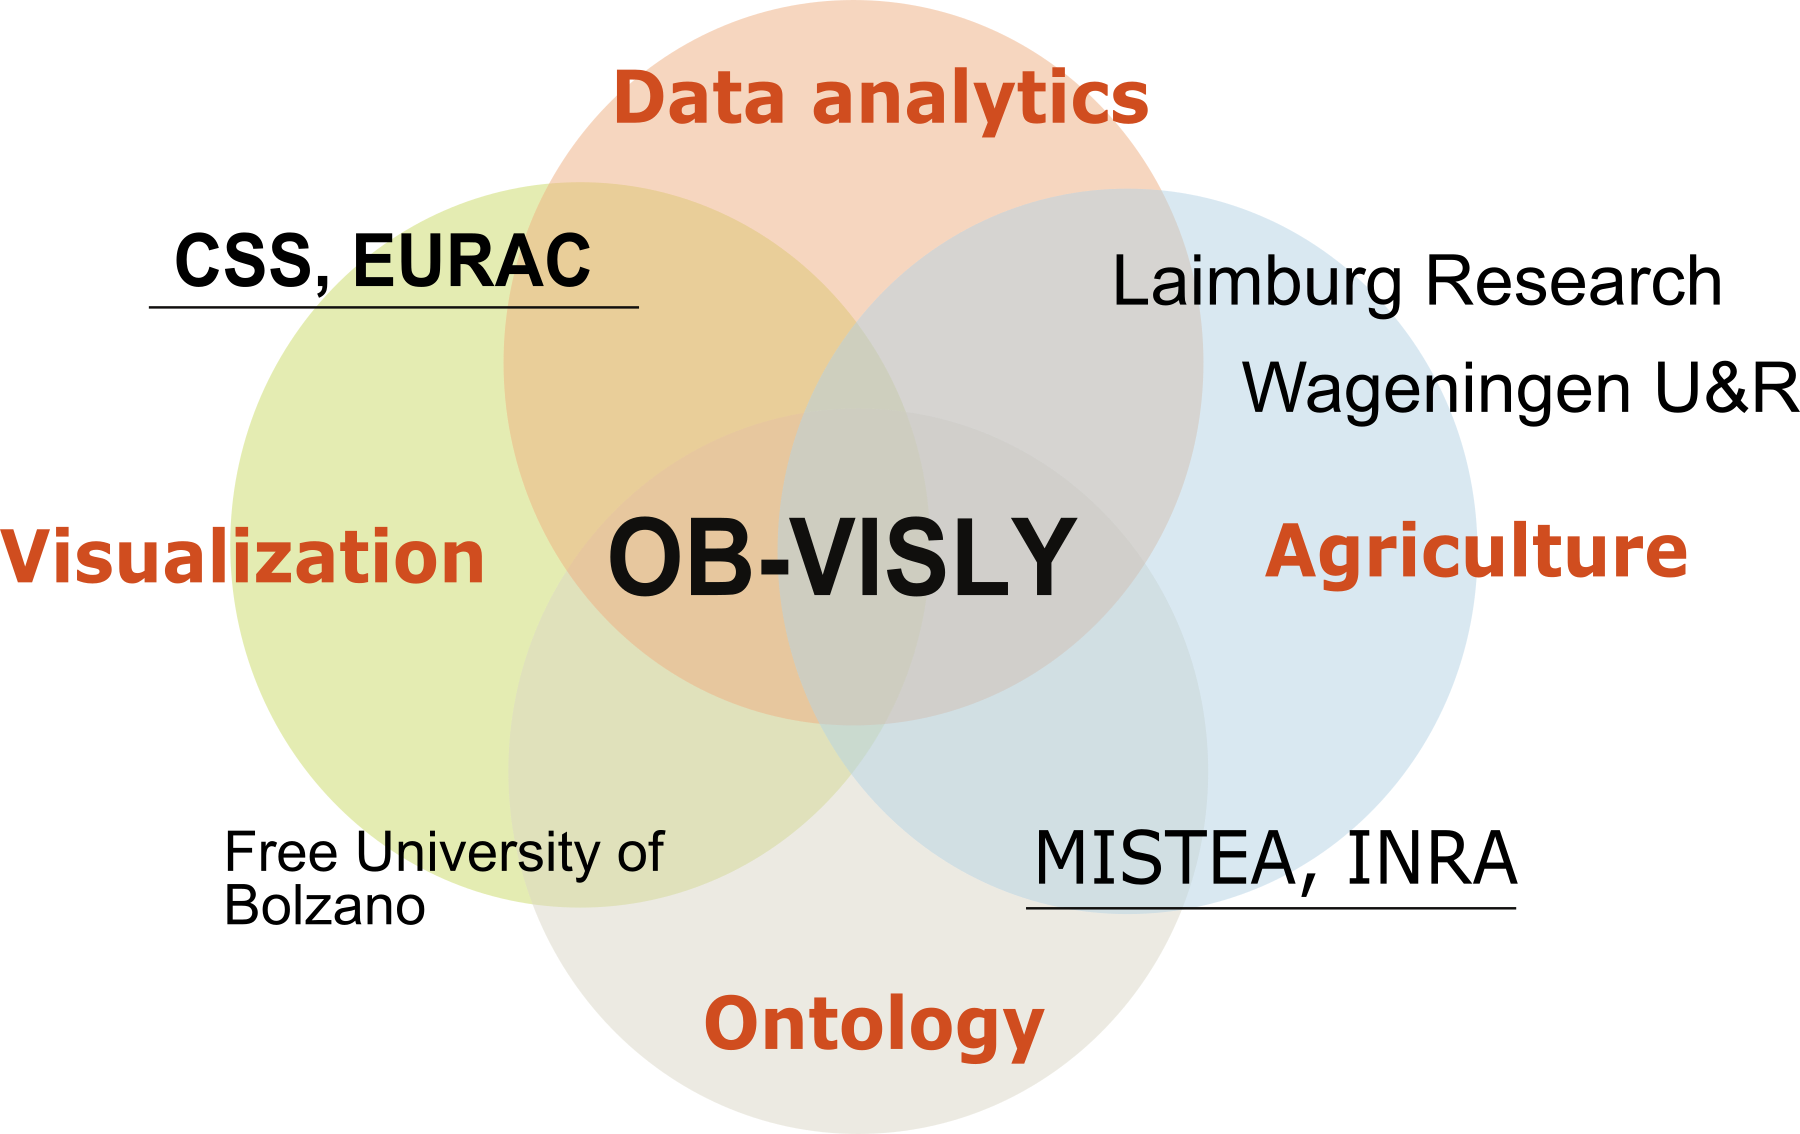 Data analytics
CSS, EURAC
Laimburg Research
Wageningen U&R
Visualization
OB-VISLY
Agriculture
Free University of
Bolzano
MISTEA, INRA
Ontology